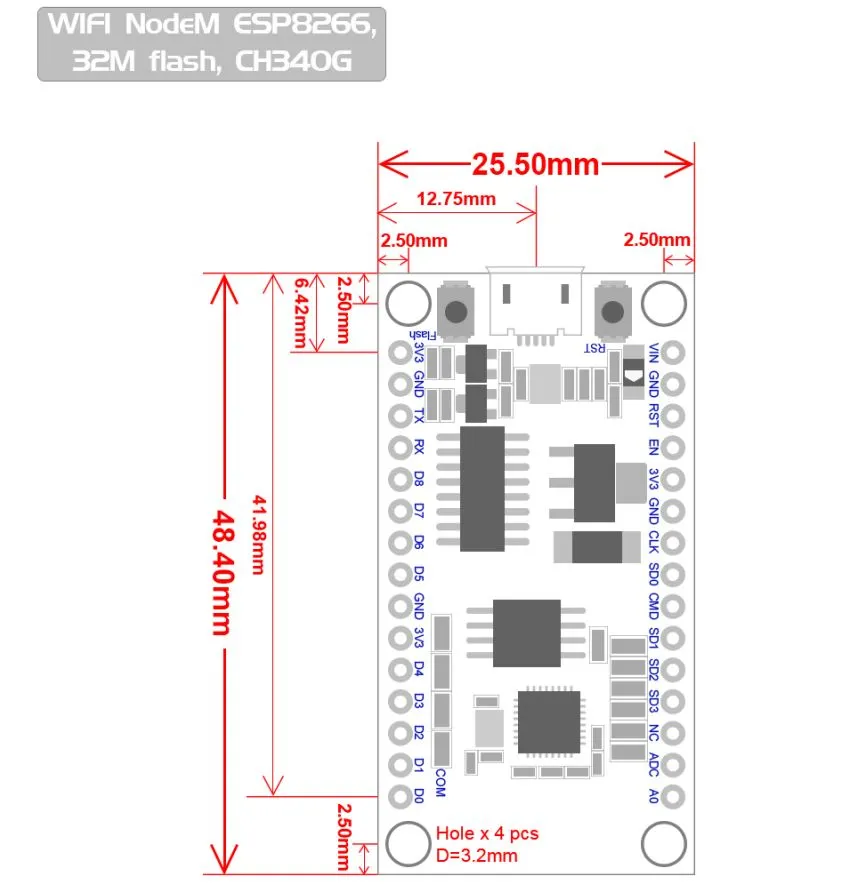 WIFI NodeM ESP8266,
32M flash, CH340G
25.50mm
12.75mm
2.50mm
2.50mm
2.50mm
6.42mm
41.98mm
48.40mm
2.50mm
Flash
RST
3V3
GND
TX
RX
D8
D7
D6
D5
GND
3V3
D4
D3
D2
D1
D0
COM
VIN
GND
RST
EN
3V3
GND
CLK
SD0
CMD
SD1
SD2
SD3
NC
ADC
A0
Hole x 4 pcs
D=3.2mm